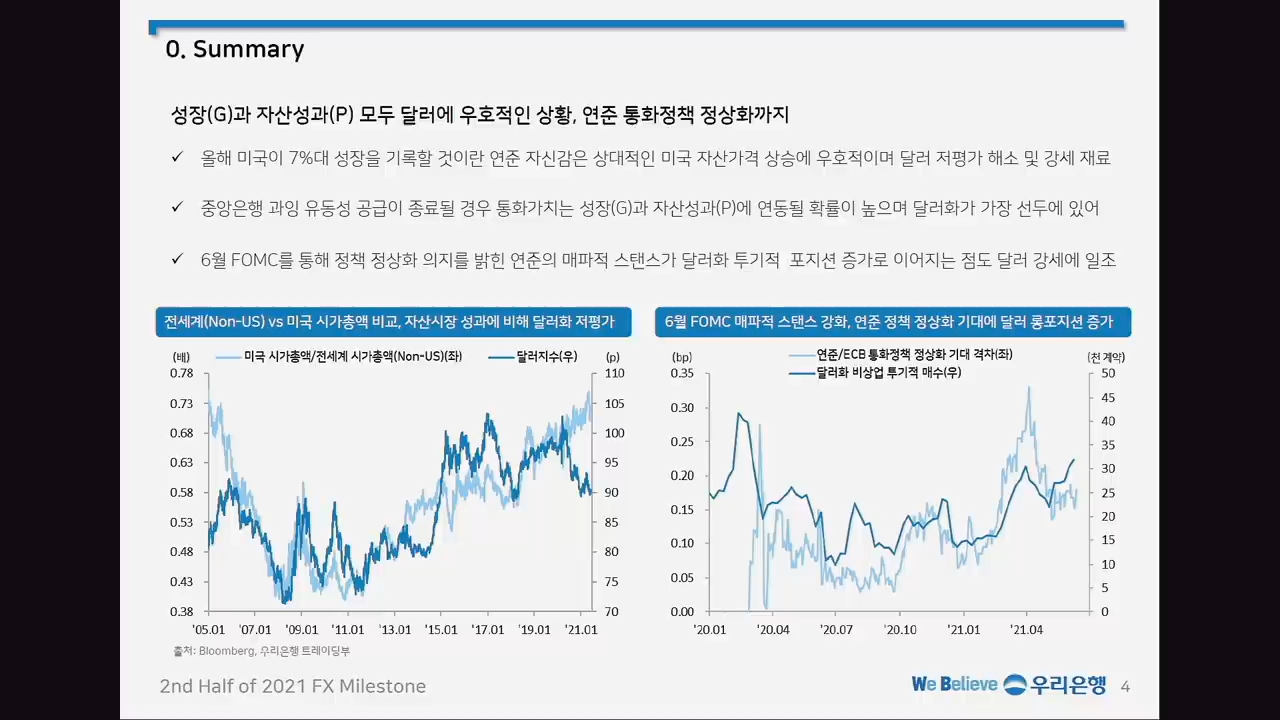 0. Summary
성장(G)과 자산성과(P) 모두 달러에 우호적인 상황, 연준 통화정책 정상화까지
✓ 올해 미국이 7%대 성장을 기록할 것이란 연준 자신감은 상대적인 미국 자산가격 상승에 우호적이며 달러 저평가 해소 및 강세 재료
✓ 중앙은행 과잉 유동성 공급이 종료될 경우 통화가치는 성장(G)과 자산성과(P)에 연동될 확률이 높으며 달러화가 가장 선두에 있어
✓ 6월 FOMC를 통해 정책 정상화 의지를 밝힌 연준의 매파적 스탠스가 달러화 투기적 포지션 증가로 이어지는 점도 달러 강세에 일조
전세계(Non-US) vs 미국 시가총액 비교, 자산시장 성과에 비해 달러화 저평가
(배) 미국 시가총액/전세계 시가총액(Non-US)(좌) 달러지수(우) (p)
0.78 110
0.73 105
0.68 100
0.63 95
0.58 90
0.53 85
0.48 80
0.43 75
0.38 70
'05.01 '07.01 '09.01 '11.01 '13.01 '15.01 '17.01 '19.01 '21.01
출처: Bloomberg, 우리은행 트레이딩부
6월 FOMC 매파적 스탠스 강화, 연준 정책 정상화 기대에 달러 롱포지션 증가
(bp) 연준/ECB 통화정책 정상화 기대 격차(좌) (천 계약)
달러화 비상업 투기적 매수(우)
0.35 50
45
0.30 40
0.25 35
30
0.20 25
0.15 20
0.10 15
10
0.05 5
0.00 0
'20.01 '20.04 '20.07 '20.10 '21.01 '21.04
2nd Half of 2021 FX Milestone
We Believe 우리은행 4